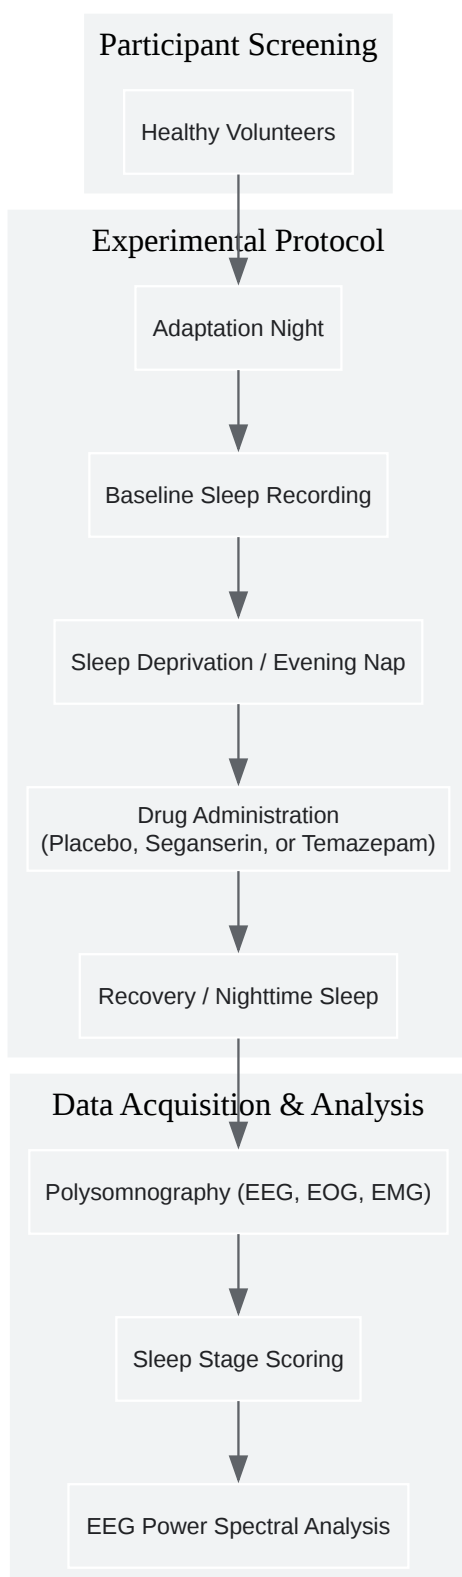 Participant Screening
Healthy Volunteers
Experimental Protocol
Adaptation Night
Baseline Sleep Recording
Sleep Deprivation / Evening Nap
Drug Administration
(Placebo, Seganserin, or Temazepam)
Recovery / Nighttime Sleep
Data Acquisition & Analysis
Polysomnography (EEG, EOG, EMG)
Sleep Stage Scoring
EEG Power Spectral Analysis